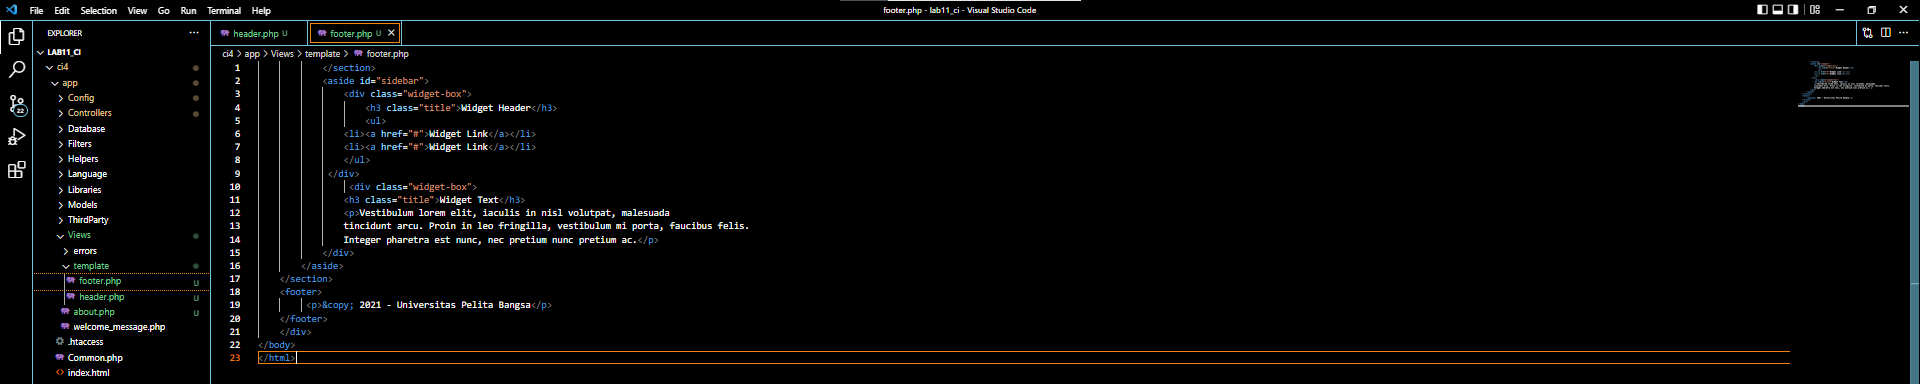 File Edit Selection View Go Run Terminal Help
footer.php - lab11_ci - Visual Studio Code
EXPLORER
LAB11_CI
ci4
app
Config
Controllers
Database
Filters
Helpers
Language
Libraries
Models
ThirdParty
Views
errors
template
footer.php U
header.php U
about.php U
welcome_message.php
.htaccess
Common.php
index.html
22
header.php U
footer.php U
ci4 > app > Views > template > footer.php
1 </section>
2 <aside id="sidebar">
3 <div class="widget-box">
4 <h3 class="title">Widget Header</h3>
5 <ul>
6 <li><a href="#">Widget Link</a></li>
7 <li><a href="#">Widget Link</a></li>
8 </ul>
9 </div>
10 <div class="widget-box">
11 <h3 class="title">Widget Text</h3>
12 <p>Vestibulum lorem elit, iaculis in nisl volutpat, malesuada
13 tincidunt arcu. Proin in leo fringilla, vestibulum mi porta, faucibus felis.
14 Integer pharetra est nunc, nec pretium nunc pretium ac.</p>
15 </div>
16 </aside>
17 </section>
18 <footer>
19 <p>&copy; 2021 - Universitas Pelita Bangsa</p>
20 </footer>
21 </div>
22 </body>
23 </html>